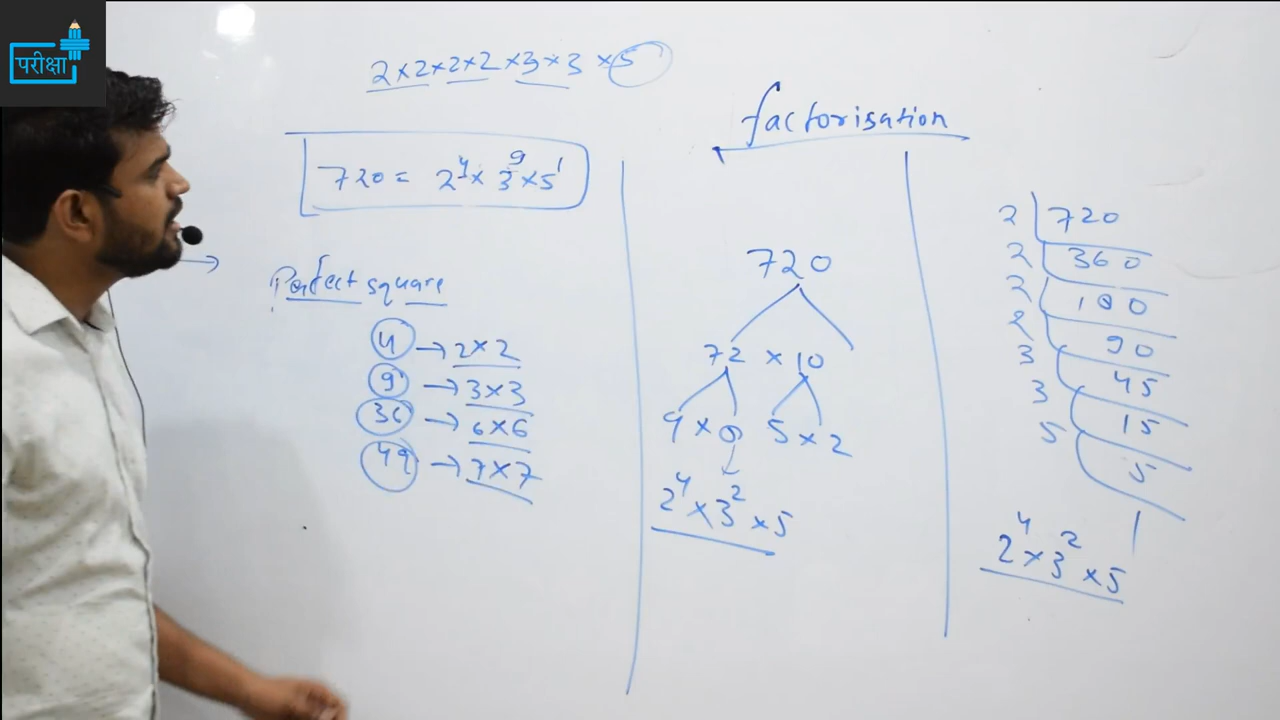 परीक्षा
2×2×2×2×3×3×5
720 = 2⁴× 3⁹×5¹
Perfect square
4 → 2×2
9 → 3×3
36 → 6×6
49 → 7×7
factorisation
720
72 × 10
9 × 9 5 × 2
2⁴×3²×5
2 720
2 360
2 180
2 90
3 45
3 15
5 5
1
2⁴×3²×5